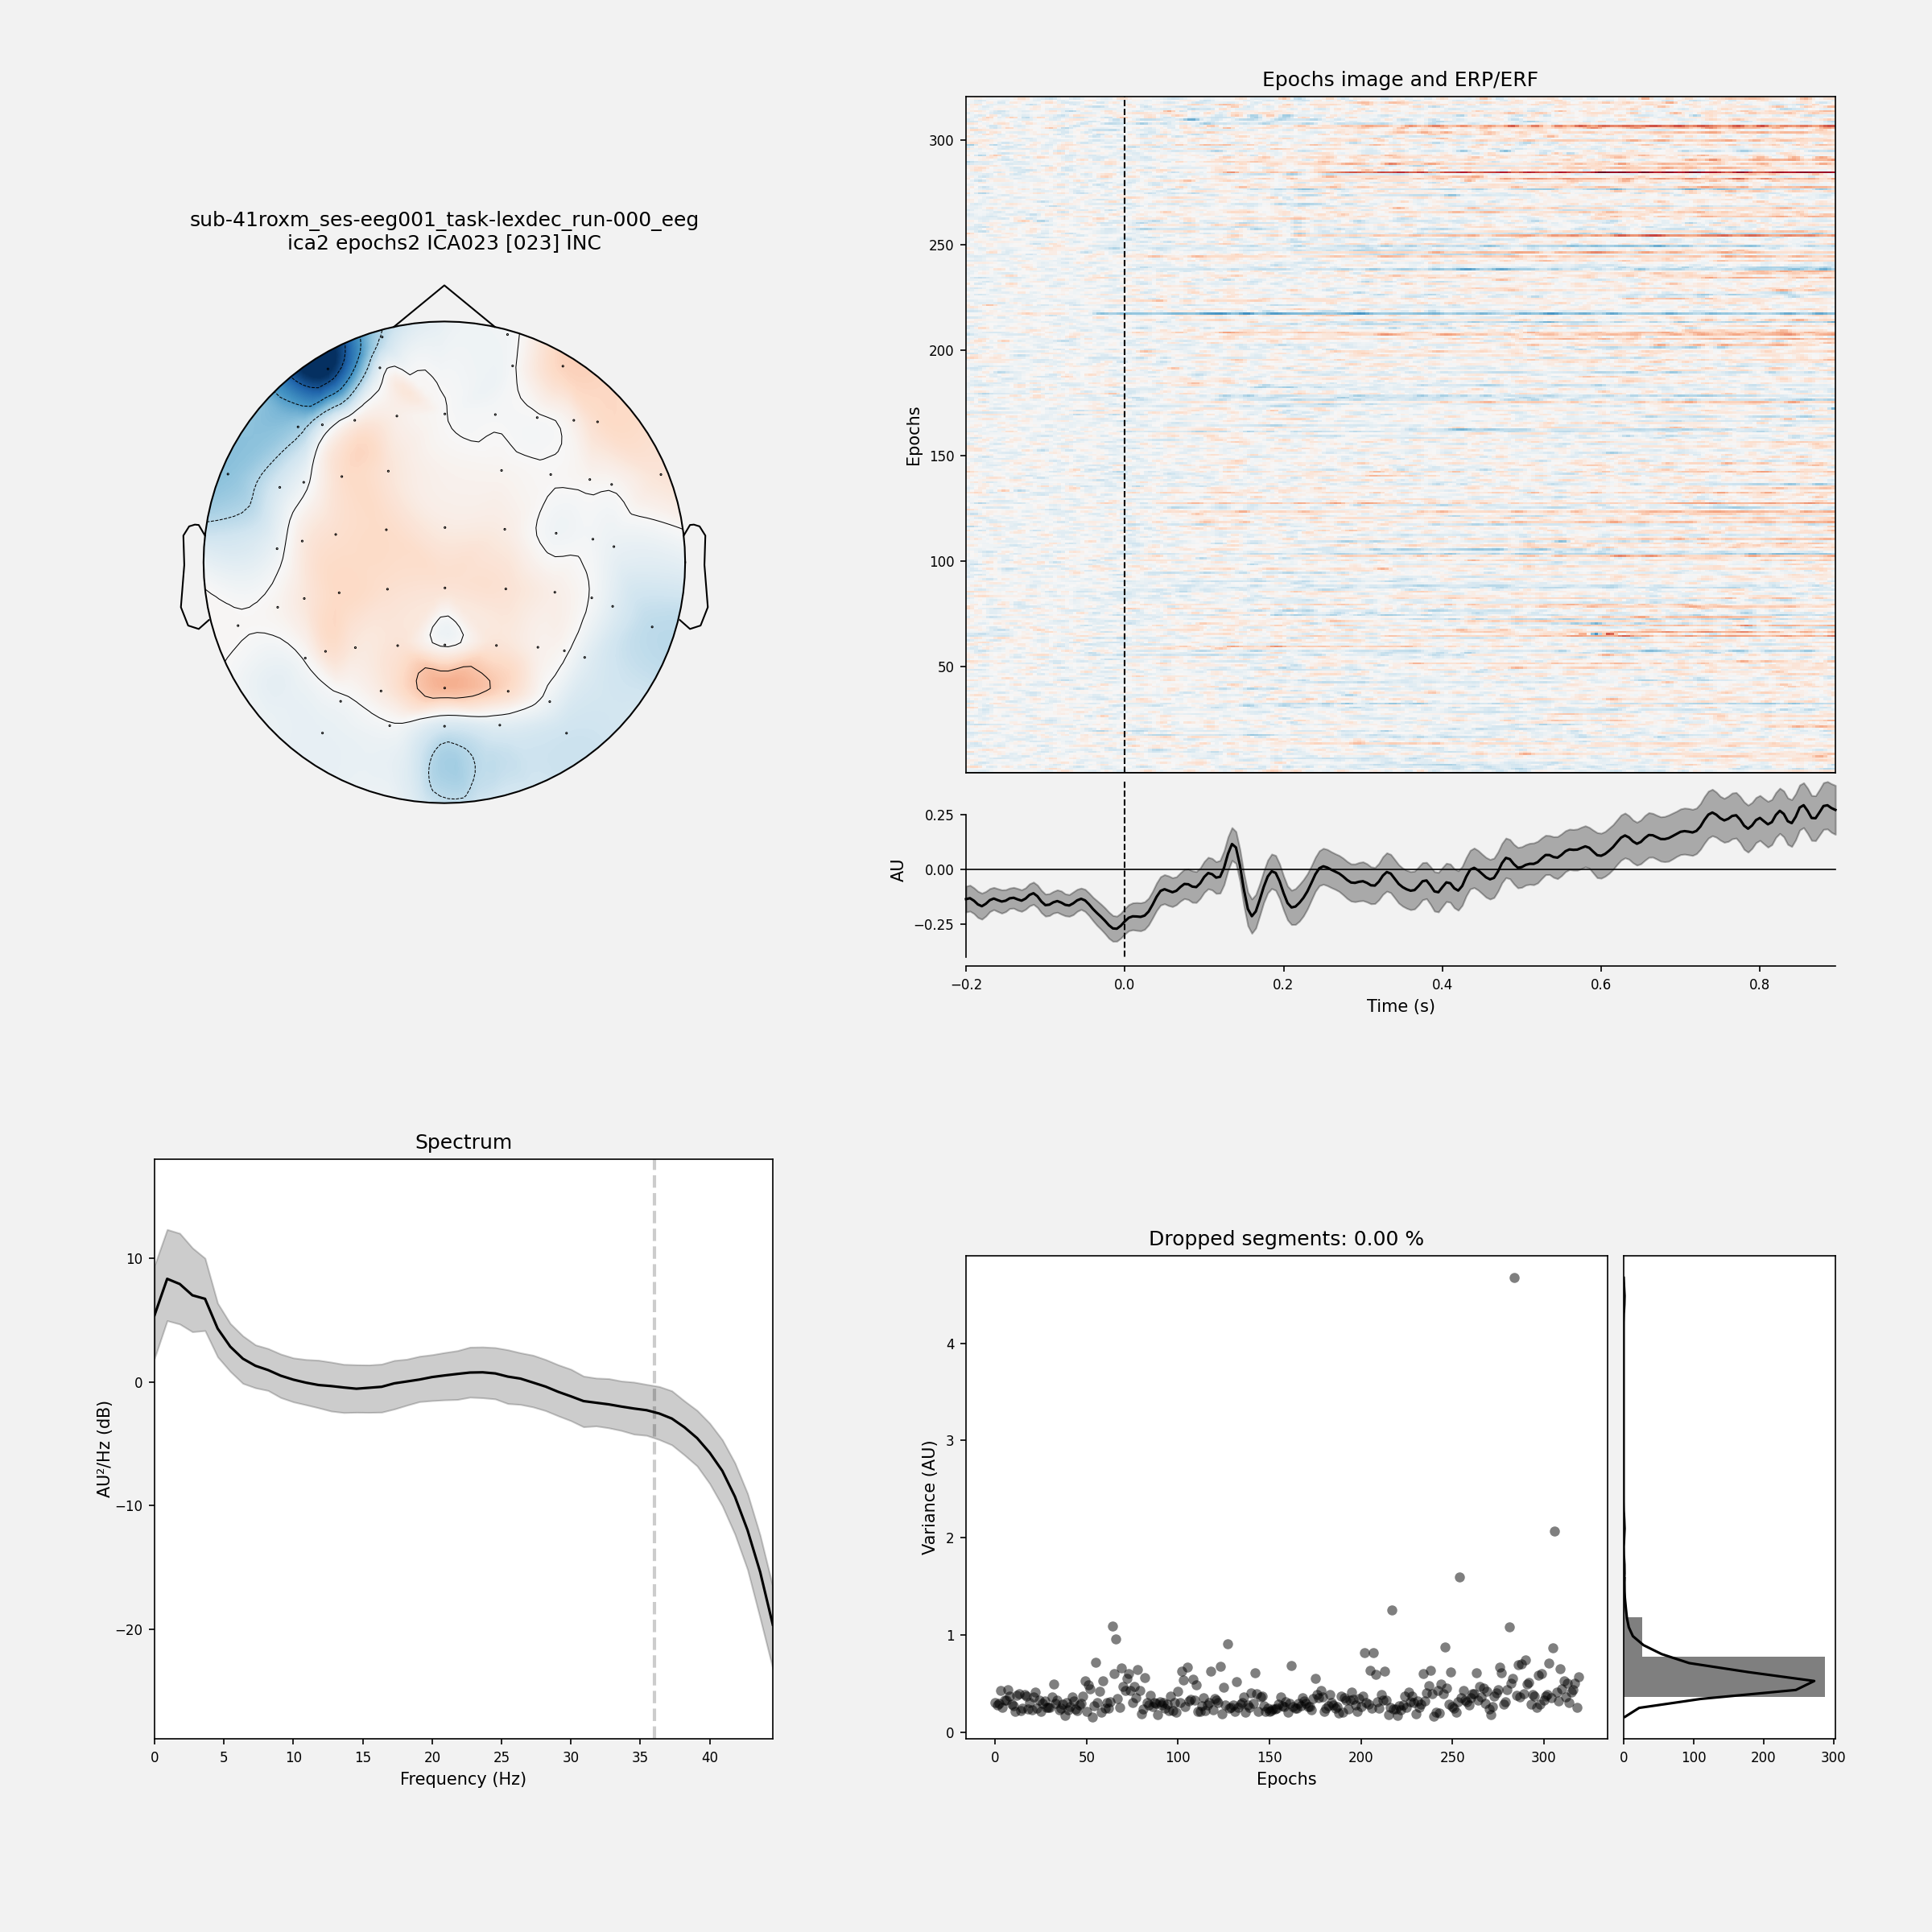 sub-41roxm_ses-eeg001_task-lexdec_run-000_eeg
ica2 epochs2 ICA023 [023] INC
Epochs image and ERP/ERF
300
250
200
150
100
50
Epochs
0.25
0.00
−0.25
AU
−0.2 0.0 0.2 0.4 0.6 0.8
Time (s)
Spectrum
10
0
−10
−20
AU²/Hz (dB)
0 5 10 15 20 25 30 35 40
Frequency (Hz)
Dropped segments: 0.00 %
4
3
2
1
0
Variance (AU)
0 50 100 150 200 250 300
Epochs
0 100 200 300